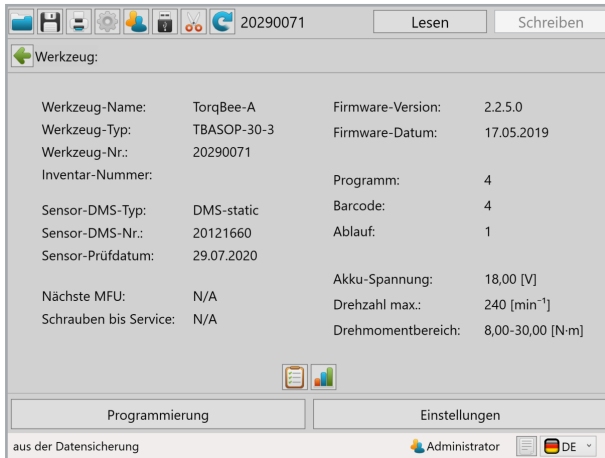 20290071 Lesen Schreiben
Werkzeug:
Werkzeug-Name: TorqBee-A
Werkzeug-Typ: TBASOP-30-3
Werkzeug-Nr.: 20290071
Inventar-Nummer:
Sensor-DMS-Typ: DMS-static
Sensor-DMS-Nr.: 20121660
Sensor-Prüfdatum: 29.07.2020
Nächste MFU: N/A
Schrauben bis Service: N/A
Firmware-Version: 2.2.5.0
Firmware-Datum: 17.05.2019
Programm: 4
Barcode: 4
Ablauf: 1
Akku-Spannung: 18,00 [V]
Drehzahl max.: 240 [min⁻¹]
Drehmomentbereich: 8,00-30,00 [N·m]
Programmierung Einstellungen
aus der Datensicherung Administrator DE